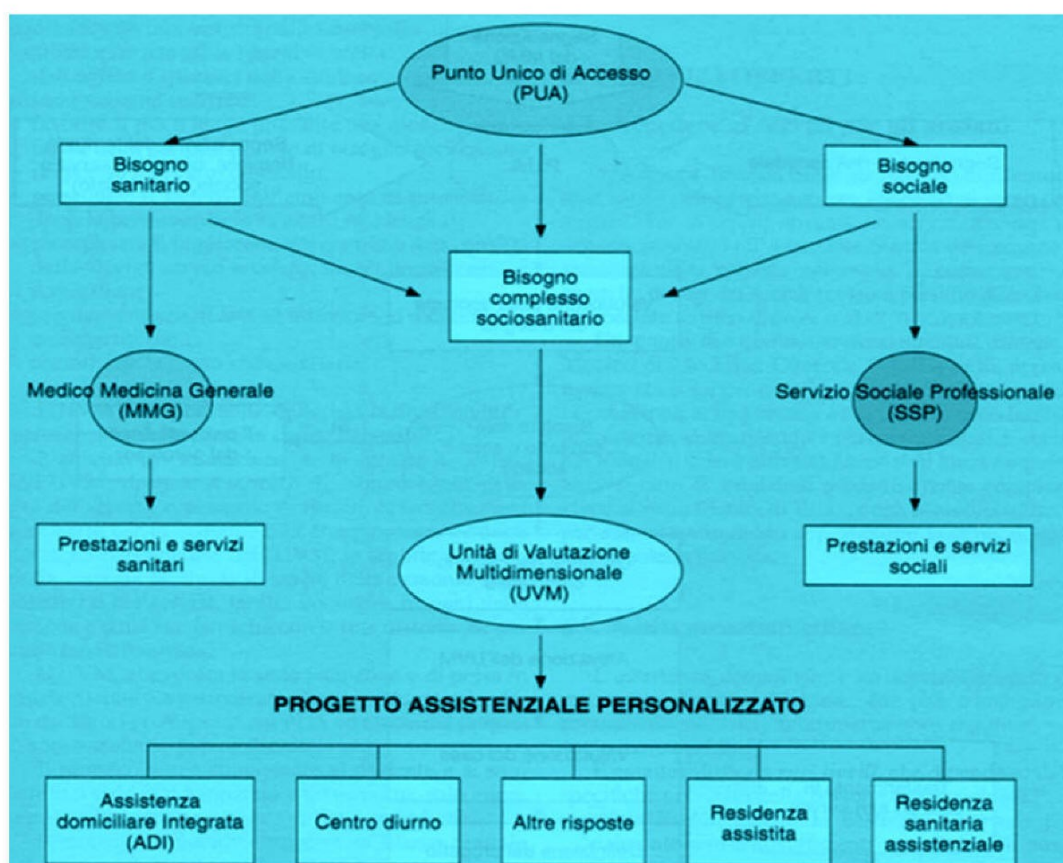 Punto Unico di Accesso
(PUA)
Bisogno
sanitario
Bisogno
sociale
Bisogno
complesso
sociosanitario
Medico Medicina Generale
(MMG)
Servizio Sociale Professionale
(SSP)
Prestazioni e servizi
sanitari
Unità di Valutazione
Multidimensionale
(UVM)
Prestazioni e servizi
sociali
PROGETTO ASSISTENZIALE PERSONALIZZATO
Assistenza
domiciliare Integrata
(ADI)
Centro diurno
Altre risposte
Residenza
assistita
Residenza
sanitaria
assistenziale